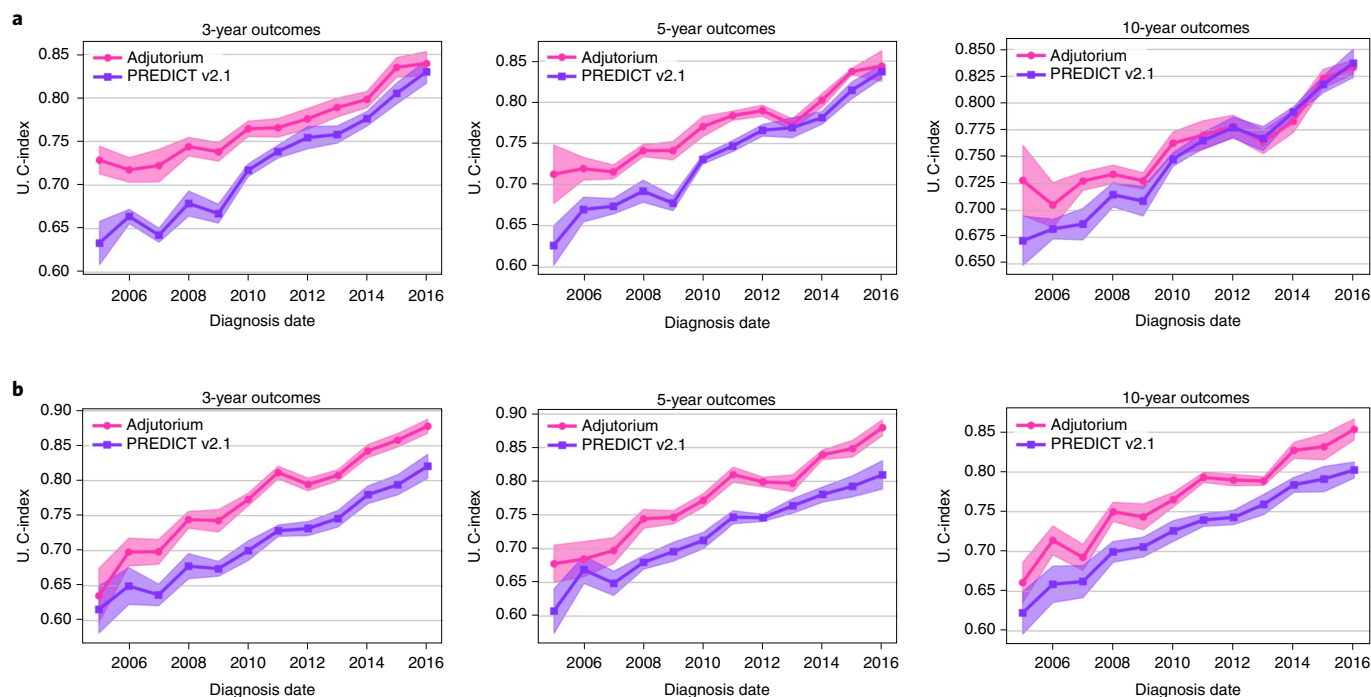 a
3-year outcomes
Adjutorium
PREDICT v2.1
U. C-index
0.85
0.80
0.75
0.70
0.65
0.60
2006 2008 2010 2012 2014 2016
Diagnosis date
5-year outcomes
Adjutorium
PREDICT v2.1
U. C-index
0.85
0.80
0.75
0.70
0.65
0.60
2006 2008 2010 2012 2014 2016
Diagnosis date
10-year outcomes
Adjutorium
PREDICT v2.1
U. C-index
0.850
0.825
0.800
0.775
0.750
0.725
0.700
0.675
0.650
2006 2008 2010 2012 2014 2016
Diagnosis date
b
3-year outcomes
Adjutorium
PREDICT v2.1
U. C-index
0.90
0.85
0.80
0.75
0.70
0.65
0.60
2006 2008 2010 2012 2014 2016
Diagnosis date
5-year outcomes
Adjutorium
PREDICT v2.1
U. C-index
0.90
0.85
0.80
0.75
0.70
0.65
0.60
2006 2008 2010 2012 2014 2016
Diagnosis date
10-year outcomes
Adjutorium
PREDICT v2.1
U. C-index
0.85
0.80
0.75
0.70
0.65
0.60
2006 2008 2010 2012 2014 2016
Diagnosis date